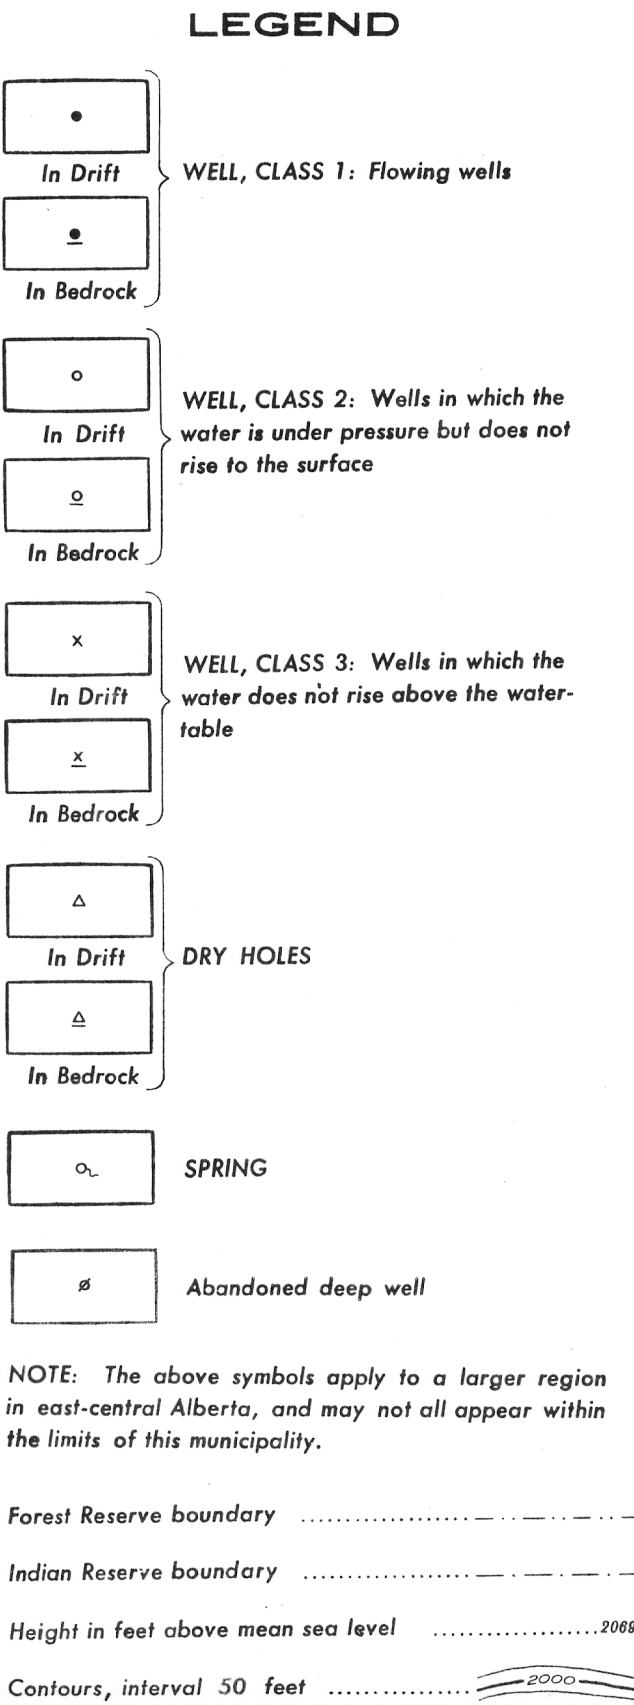 LEGEND
In Drift
WELL, CLASS 1: Flowing wells
In Bedrock
WELL, CLASS 2: Wells in which the
In Drift
water is under pressure but does not
rise to the surface
In Bedrock
x
WELL, CLASS 3: Wells in which the
In Drift
water does not rise above the water-
table
x
In Bedrock
In Drift
DRY HOLES
In Bedrock
SPRING
Abandoned deep well
NOTE: The above symbols apply to a larger region
in east-central Alberta, and may not all appear within
the limits of this municipality.
Forest Reserve boundary
Indian Reserve boundary
Height in feet above mean sea level ..................2069
Contours, interval 50 feet ................ 2000